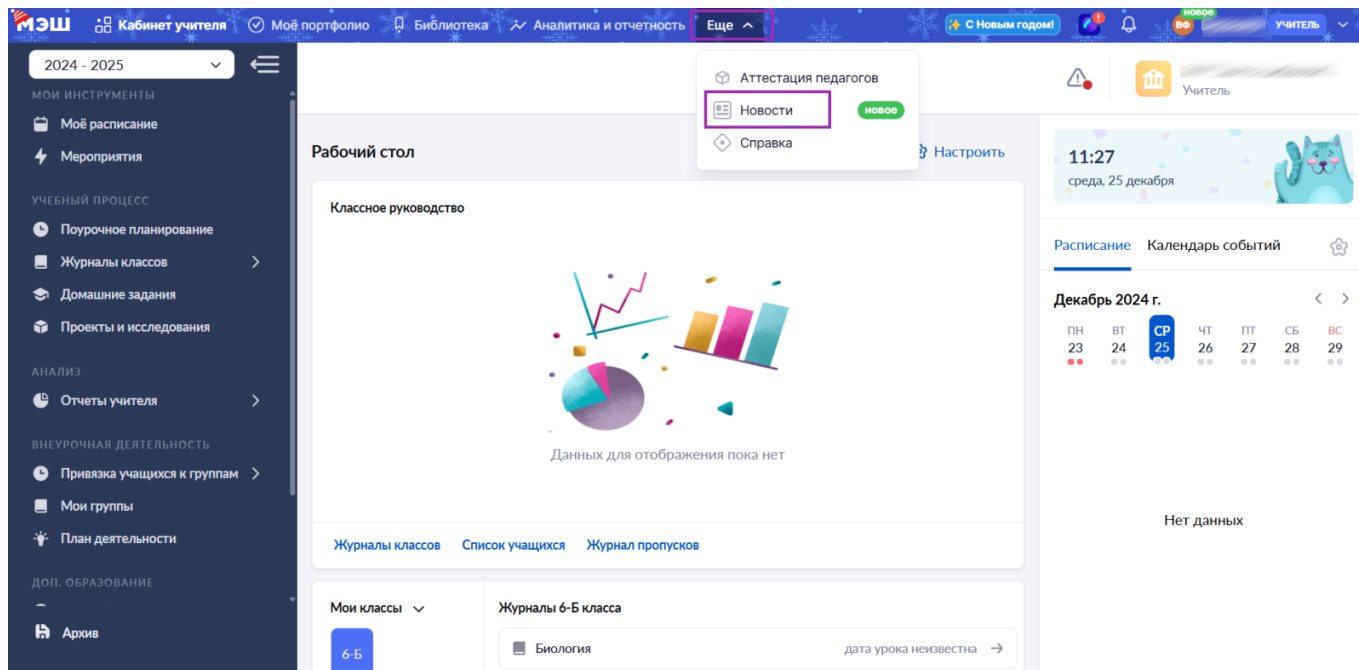 МЭШ Кабинет учителя Моё портфолио Библиотека Аналитика и отчетность Еще С Новым годом! ВФ новое УЧИТЕЛЬ
2024 - 2025
МОИ ИНСТРУМЕНТЫ
Моё расписание
Мероприятия
УЧЕБНЫЙ ПРОЦЕСС
Поурочное планирование
Журналы классов
Домашние задания
Проекты и исследования
АНАЛИЗ
Отчеты учителя
ВНЕУРОЧНАЯ ДЕЯТЕЛЬНОСТЬ
Привязка учащихся к группам
Мои группы
План деятельности
ДОП. ОБРАЗОВАНИЕ
Архив
Аттестация педагогов
Новости новое
Справка
Учитель
Рабочий стол
Настроить
Классное руководство
Данных для отображения пока нет
Журналы классов Список учащихся Журнал пропусков
Мои классы
6-Б
Журналы 6-Б класса
Биология дата урока неизвестна
11:27
среда, 25 декабря
Расписание Календарь событий
Декабрь 2024 г.
ПН ВТ СР ЧТ ПТ СБ ВС
23 24 25 26 27 28 29
Нет данных